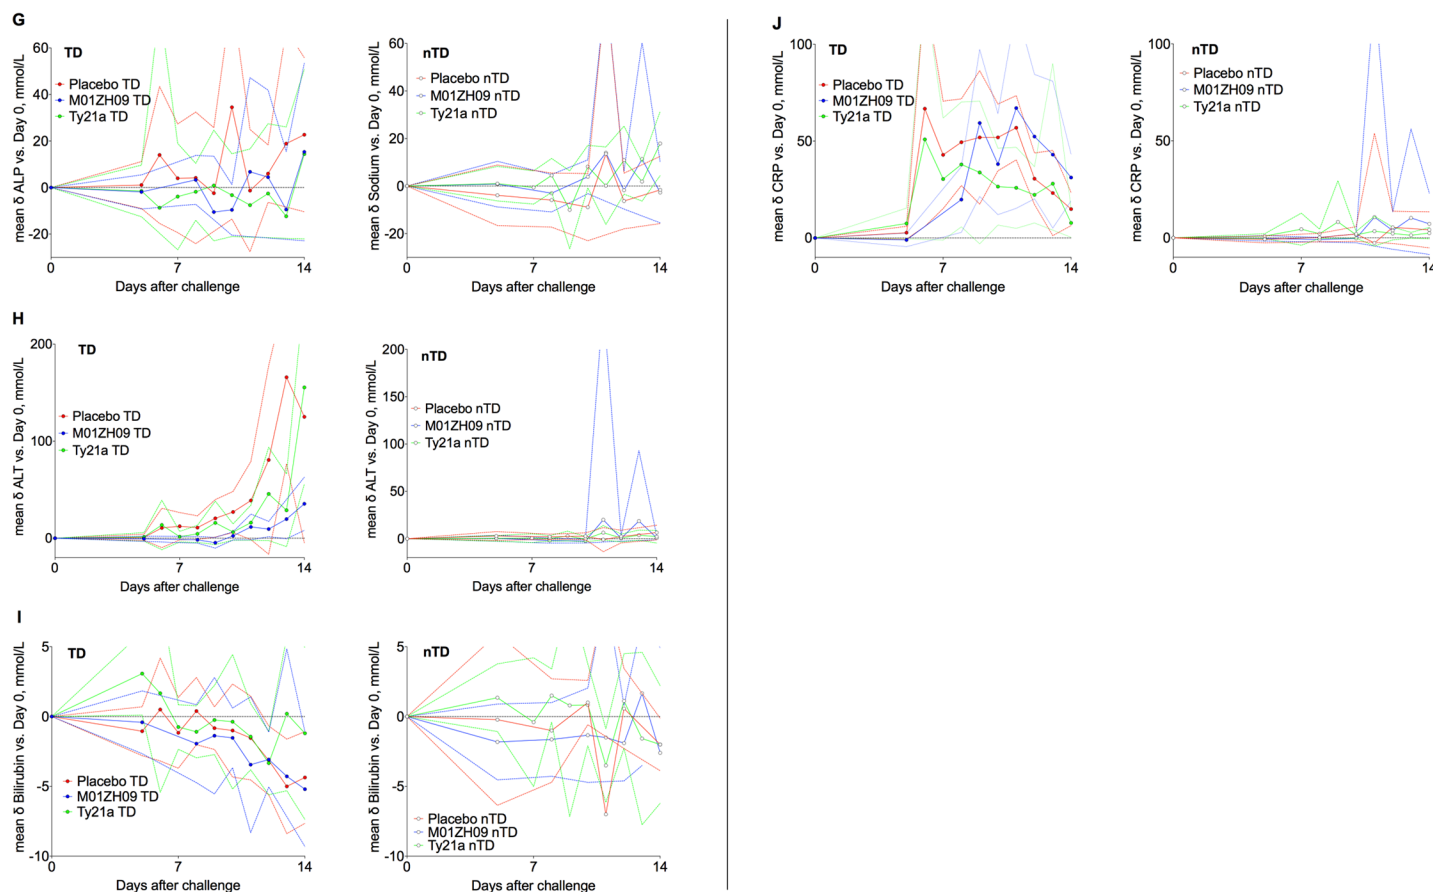 G
TD
Placebo TD
M01ZH09 TD
Ty21a TD
mean δ ALP vs. Day 0, mmol/L
60
40
20
0
-20
0
7
14
Days after challenge
nTD
Placebo nTD
M01ZH09 nTD
Ty21a nTD
mean δ Sodium vs. Day 0, mmol/L
60
40
20
0
-20
0
7
14
Days after challenge
J
TD
Placebo TD
M01ZH09 TD
Ty21a TD
mean δ CRP vs. Day 0, mmol/L
100
50
0
0
7
14
Days after challenge
nTD
Placebo nTD
M01ZH09 nTD
Ty21a nTD
mean δ CRP vs. Day 0, mmol/L
100
50
0
0
7
14
Days after challenge
H
TD
Placebo TD
M01ZH09 TD
Ty21a TD
mean δ ALT vs. Day 0, mmol/L
200
100
0
0
7
14
Days after challenge
nTD
Placebo nTD
M01ZH09 nTD
Ty21a nTD
mean δ ALT vs. Day 0, mmol/L
200
150
100
50
0
0
7
14
Days after challenge
I
TD
Placebo TD
M01ZH09 TD
Ty21a TD
mean δ Bilirubin vs. Day 0, mmol/L
5
0
-5
-10
0
7
14
Days after challenge
nTD
Placebo nTD
M01ZH09 nTD
Ty21a nTD
mean δ Bilirubin vs. Day 0, mmol/L
5
0
-5
-10
0
7
14
Days after challenge